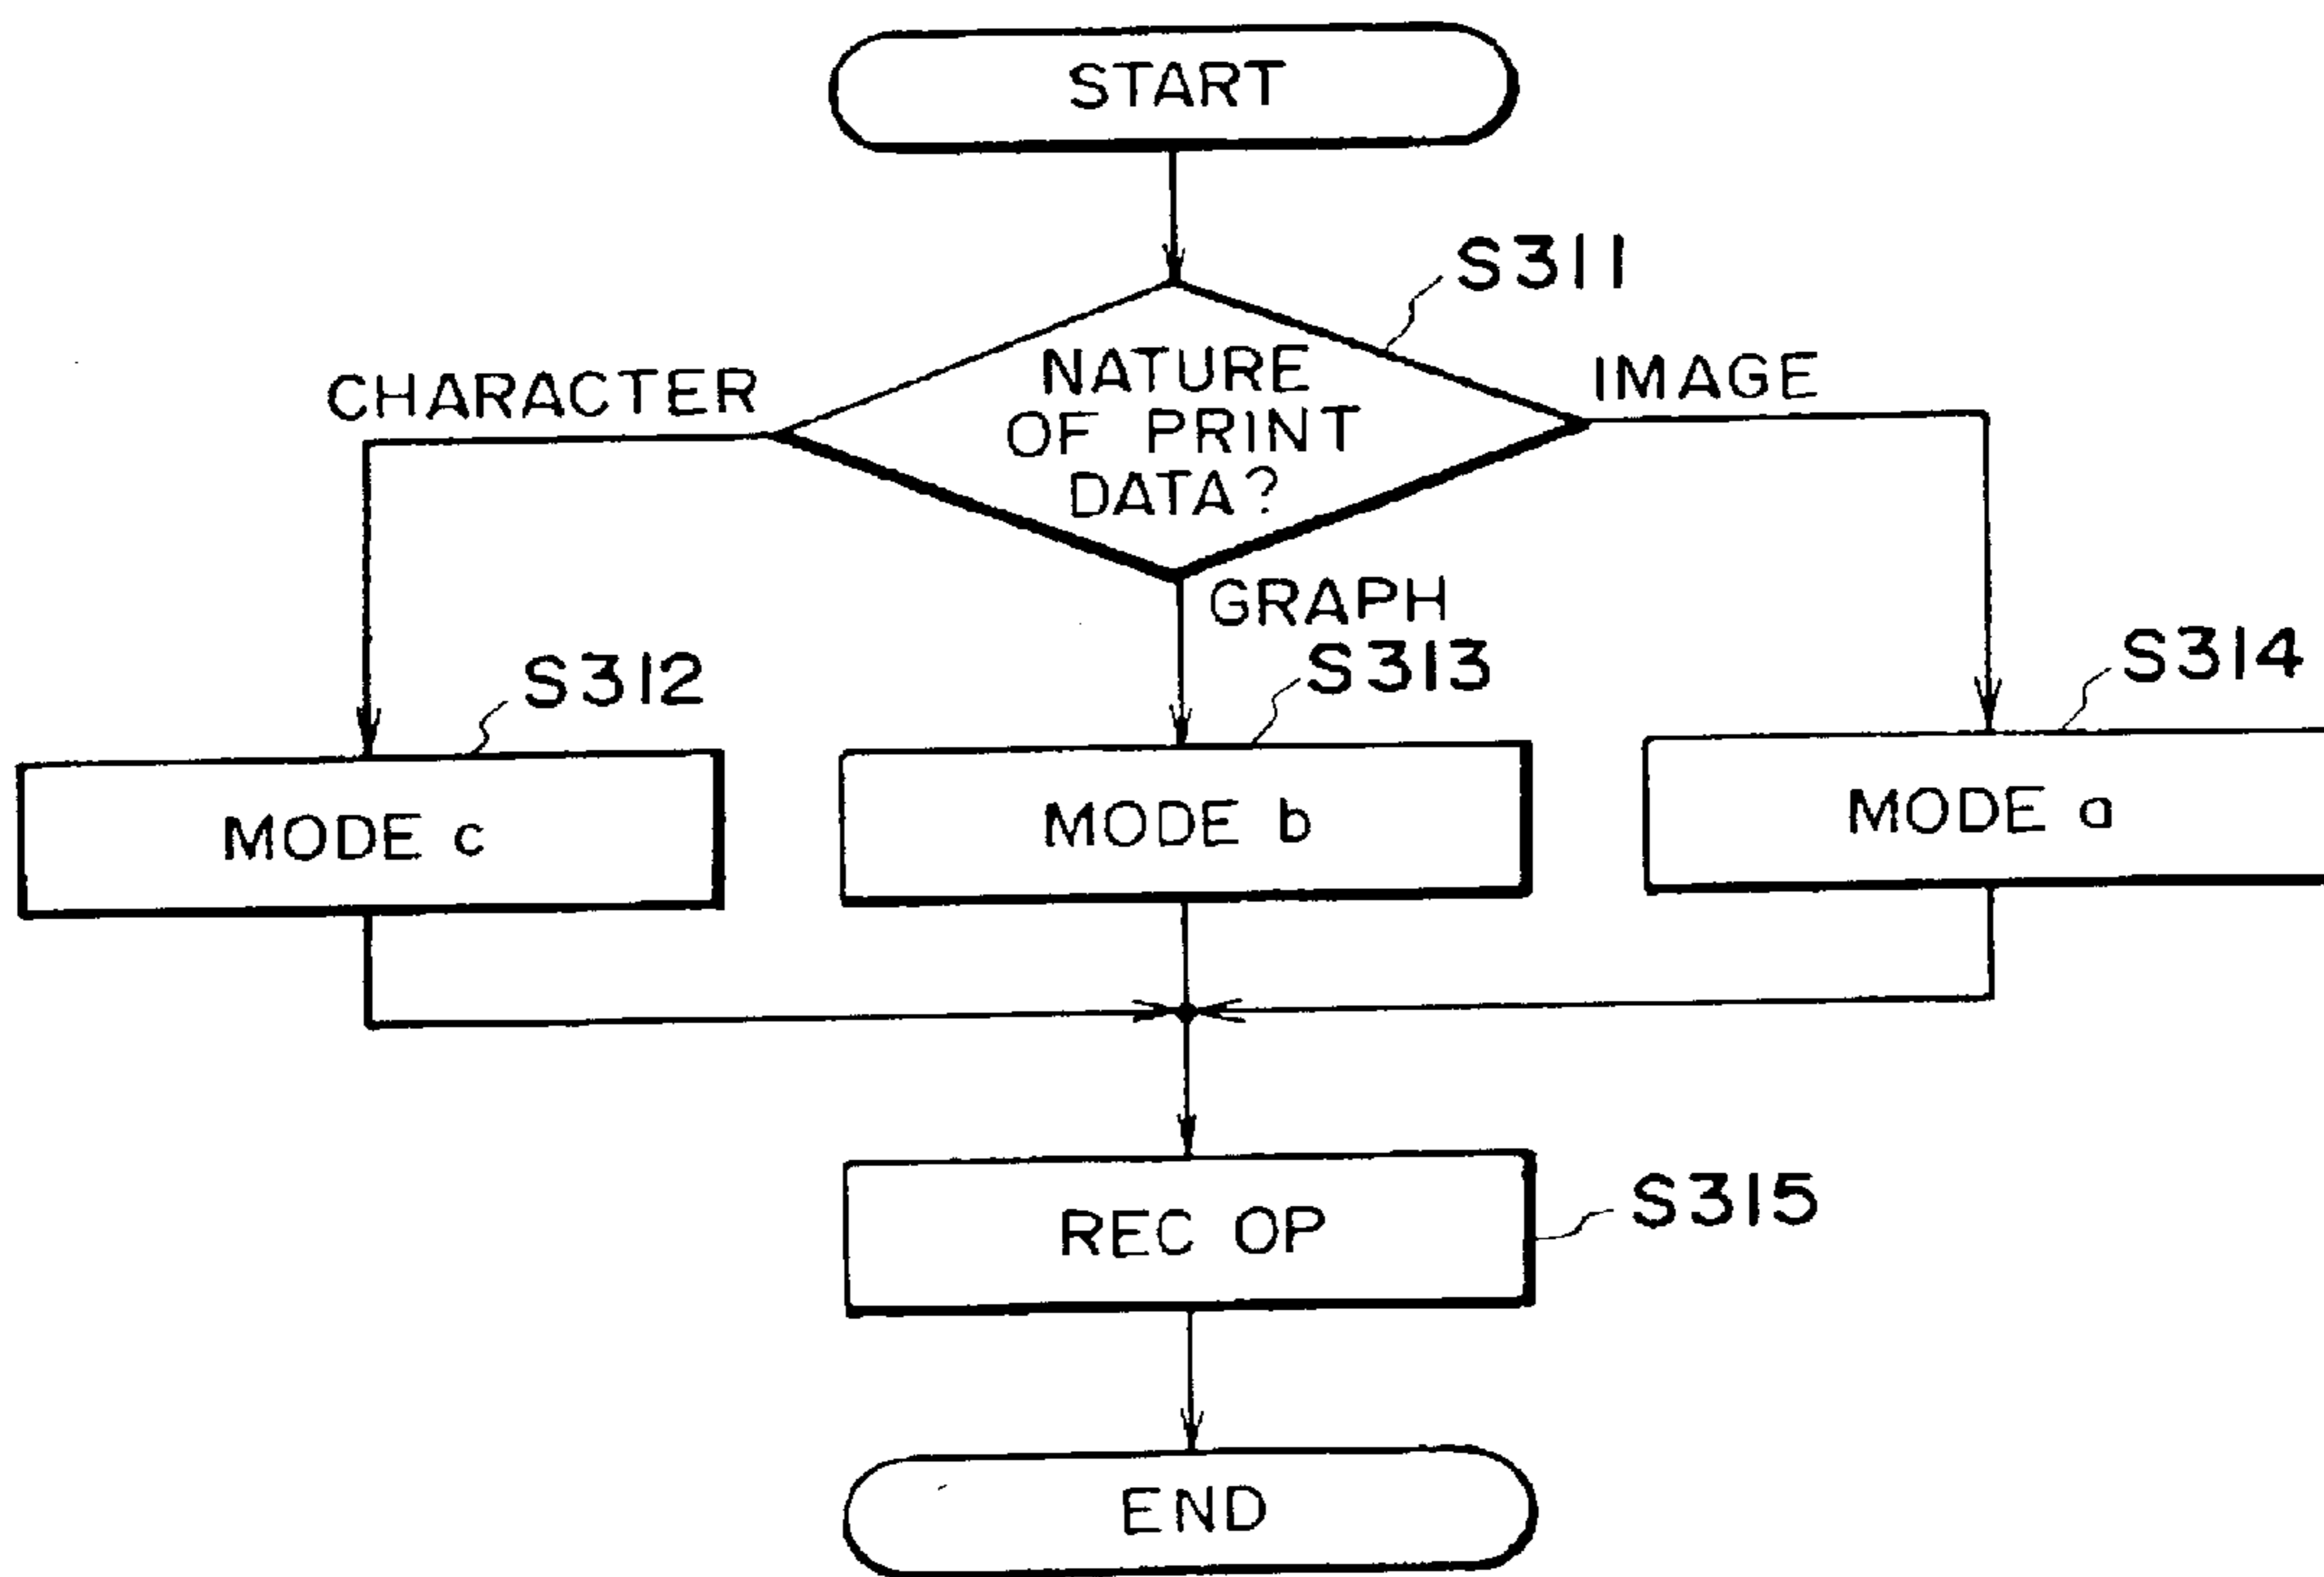 START
S311
NATURE
OF PRINT
DATA?
CHARACTER
IMAGE
GRAPH
S312
S313
S314
MODE c
MODE b
MODE a
REC OP
S315
END